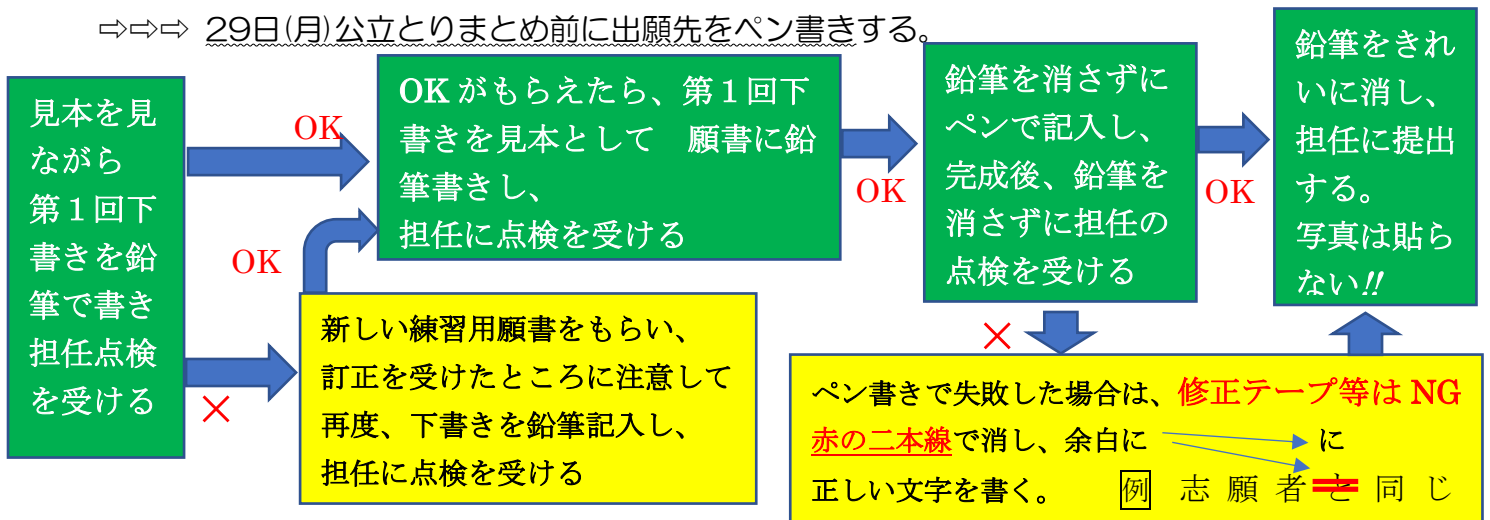 ⇨⇨⇨ 29日(月)公立とりまとめ前に出願先をペン書きする。
見本を見
ながら
第１回下
書きを鉛
筆で書き
担任点検
を受ける
OK
×
OK
新しい練習用願書をもらい、
訂正を受けたところに注意して
再度、下書きを鉛筆記入し、
担任に点検を受ける
OK がもらえたら、第１回下
書きを見本として　願書に鉛
筆書きし、
担任に点検を受ける
OK
鉛筆を消さずに
ペンで記入し、
完成後、鉛筆を
消さずに担任の
点検を受ける
OK
×
鉛筆をきれ
いに消し、
担任に提出
する。
写真は貼ら
ない!!
ペン書きで失敗した場合は、修正テープ等は NG
赤の二本線で消し、余白に　に
正しい文字を書く。　例　志 願 者 と 同 じ